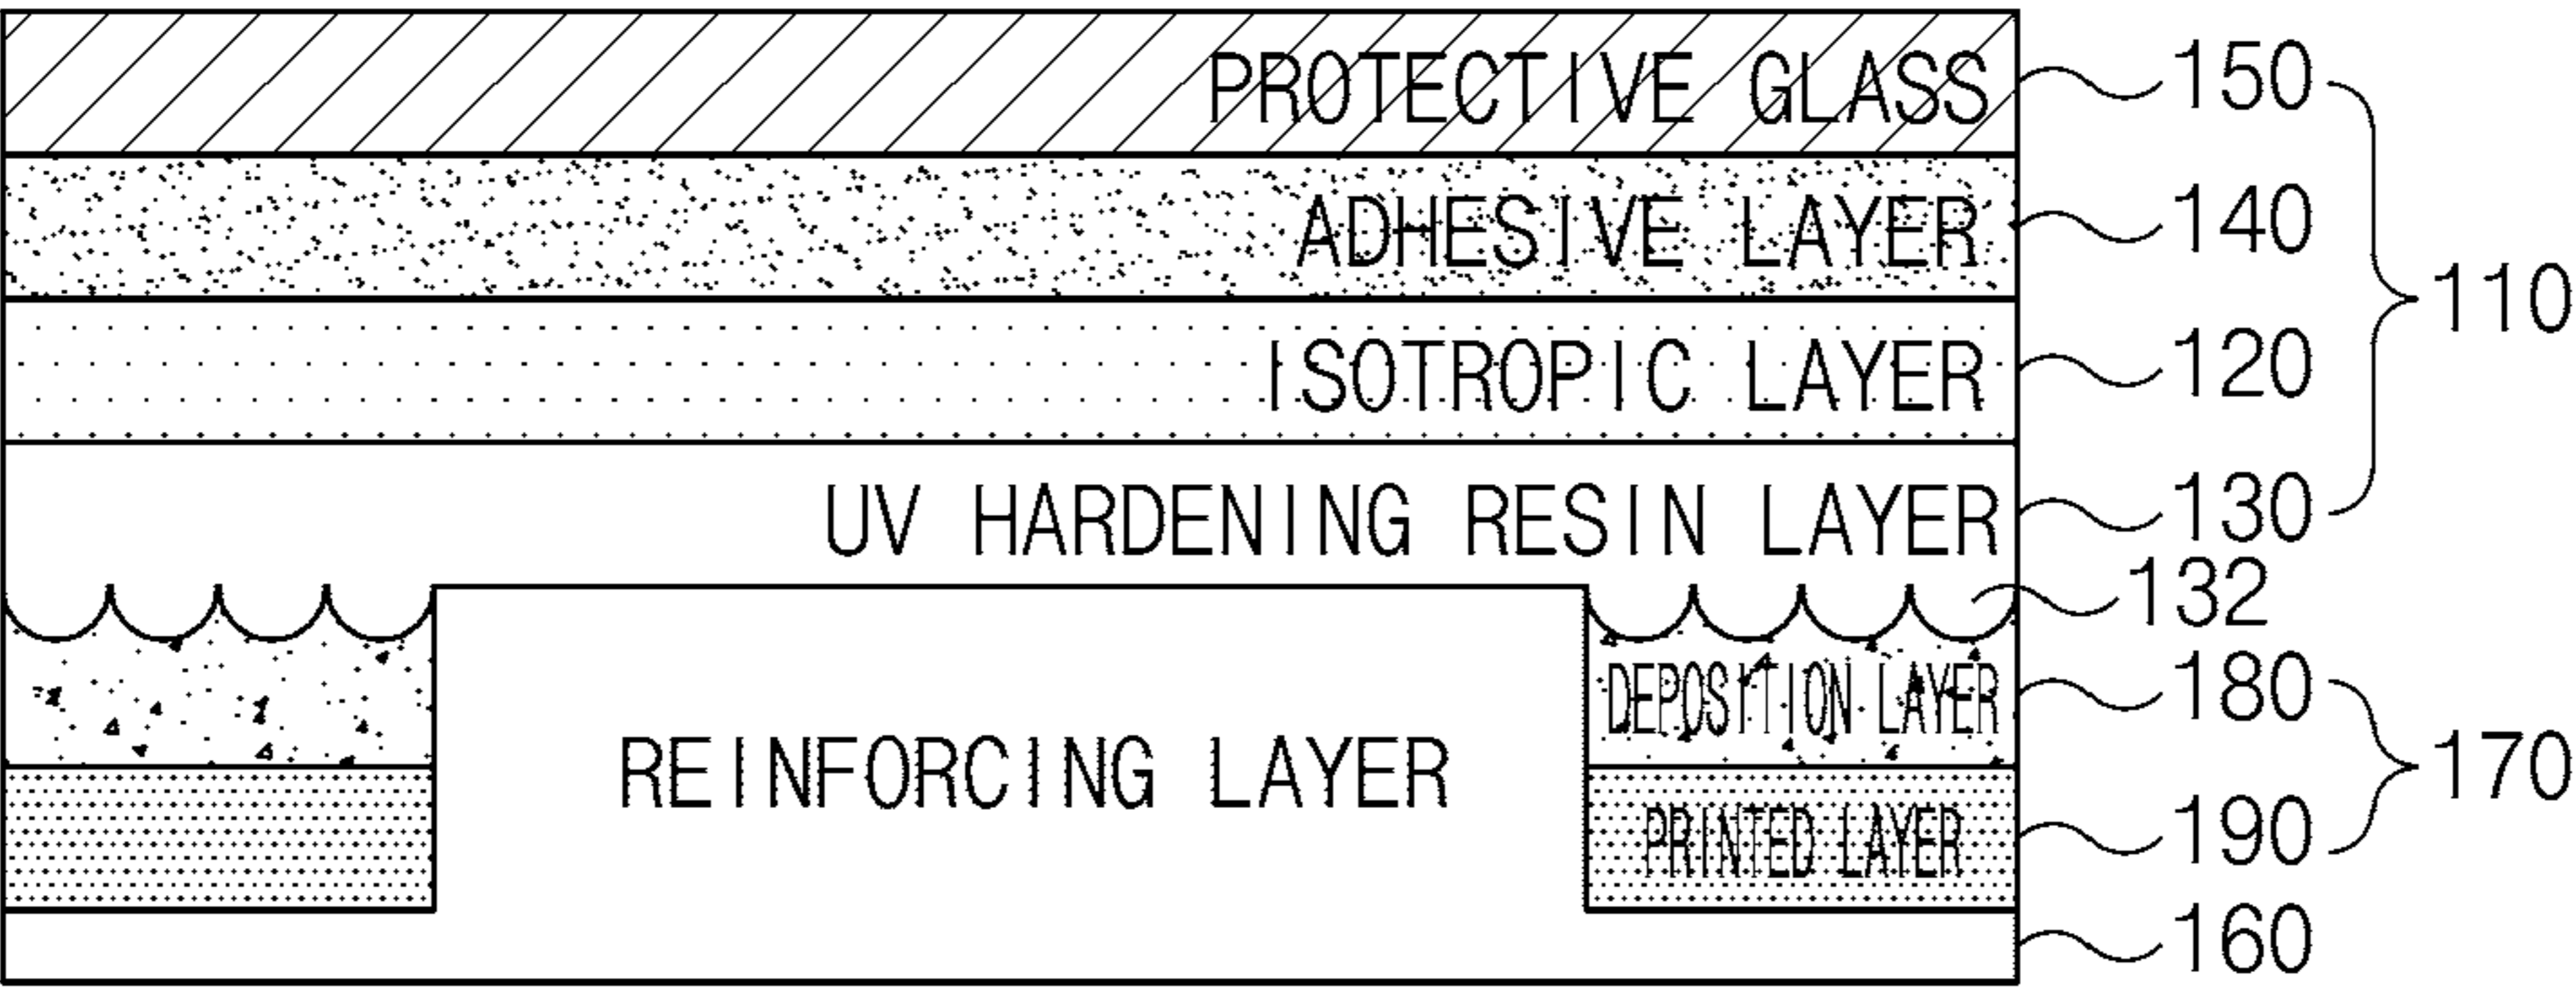 PROTECTIVE GLASS 150
ADHESIVE LAYER 140
110
ISOTROPIC LAYER 120
UV HARDENING RESIN LAYER 130
132
DEPOSITION LAYER 180
REINFORCING LAYER 170
PRINTED LAYER 190
160